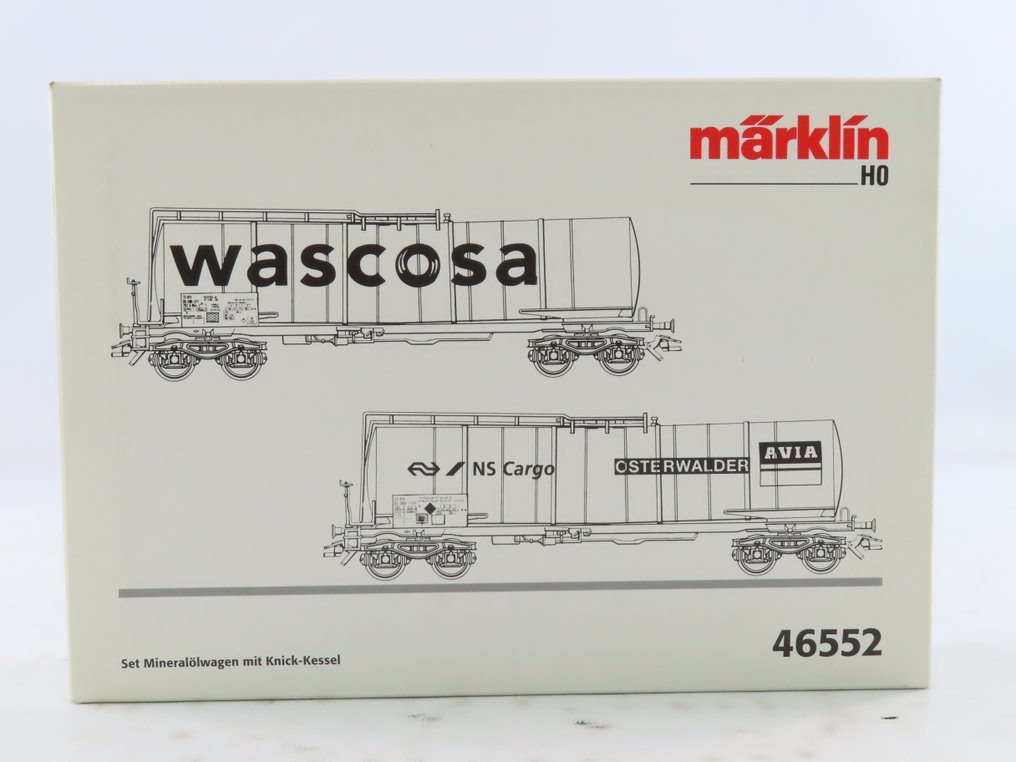 märklin
H0
wascosa
NS Cargo
OSTERWALDER
AVIA
46552
Set Mineralölwagen mit Knick-Kessel